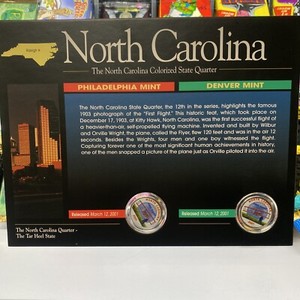 North Carolina
The North Carolina Colorized State Quarter
PHILADELPHIA MINT
DENVER MINT
The North Carolina State Quarter, the 12th in the series, highlights the famous
1903 photograph of the "First Flight." This historic feat, which took place on
December 17, 1903, at Kitty Hawk, North Carolina, was the first successful flight of
a heavier-than-air, self-propelled flying machine. Invented and built by Wilbur
and Orville Wright, the plane, called the Flyer, flew 120 feet and was in the air 12
seconds. Besides the Wrights, four men and one boy witnessed the flight.
Capturing forever one of the most significant human achievements in history,
one of the men snapped a picture of the plane just as Orville piloted it into the air.
Released March 12, 2001
Released March 12, 2001
The North Carolina Quarter -
The Tar Heel State